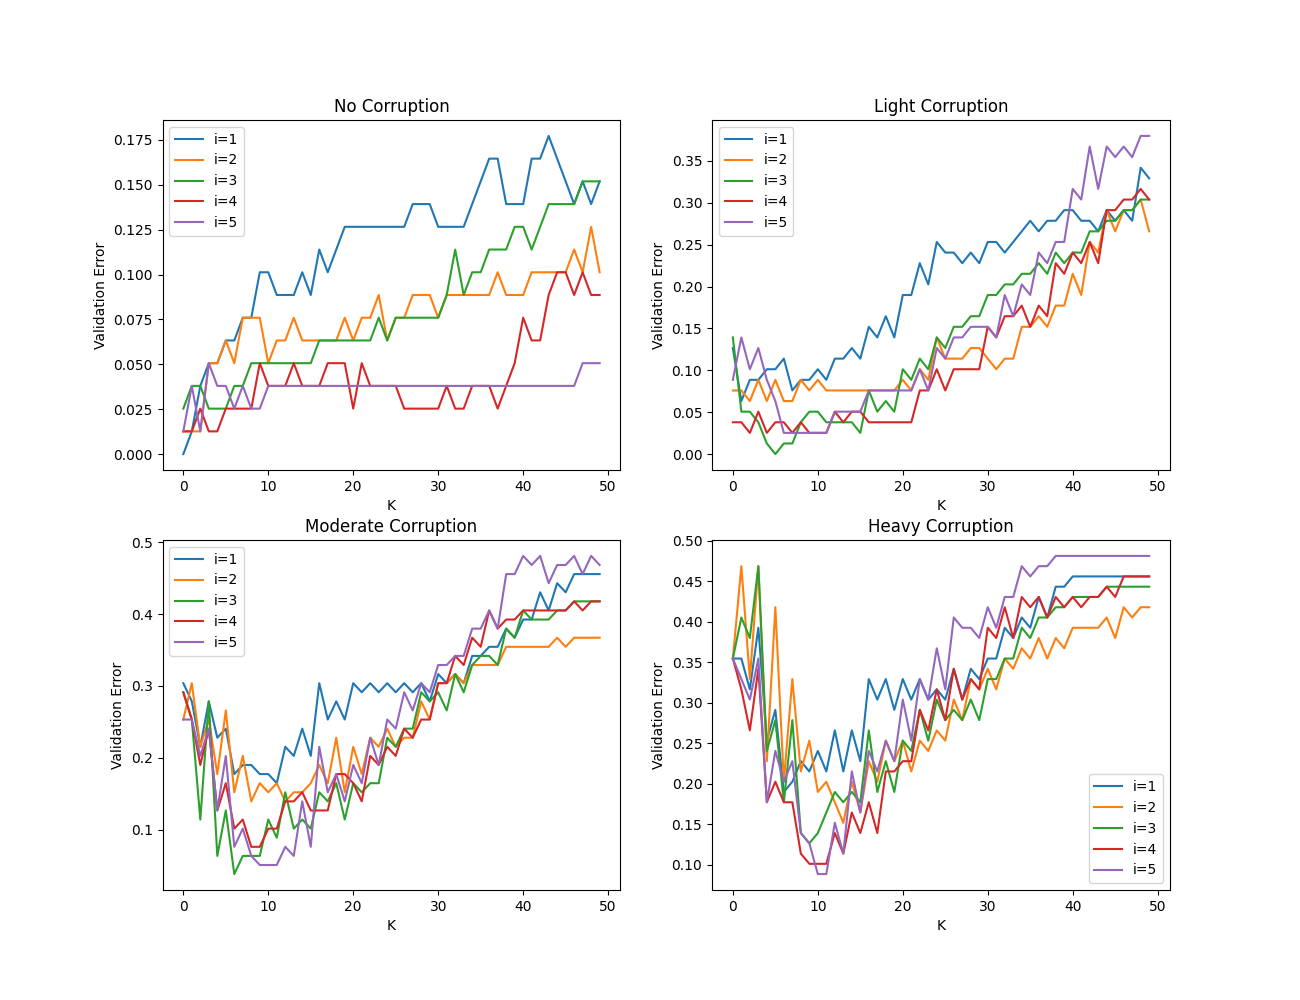 No Corruption
Validation Error
0.175
0.150
0.125
0.100
0.075
0.050
0.025
0.000
i=1
i=2
i=3
i=4
i=5
0 10 20 30 40 50
K
Light Corruption
Validation Error
0.35
0.30
0.25
0.20
0.15
0.10
0.05
0.00
i=1
i=2
i=3
i=4
i=5
0 10 20 30 40 50
K
Moderate Corruption
Validation Error
0.5
0.4
0.3
0.2
0.1
i=1
i=2
i=3
i=4
i=5
0 10 20 30 40 50
K
Heavy Corruption
Validation Error
0.50
0.45
0.40
0.35
0.30
0.25
0.20
0.15
0.10
i=1
i=2
i=3
i=4
i=5
0 10 20 30 40 50
K